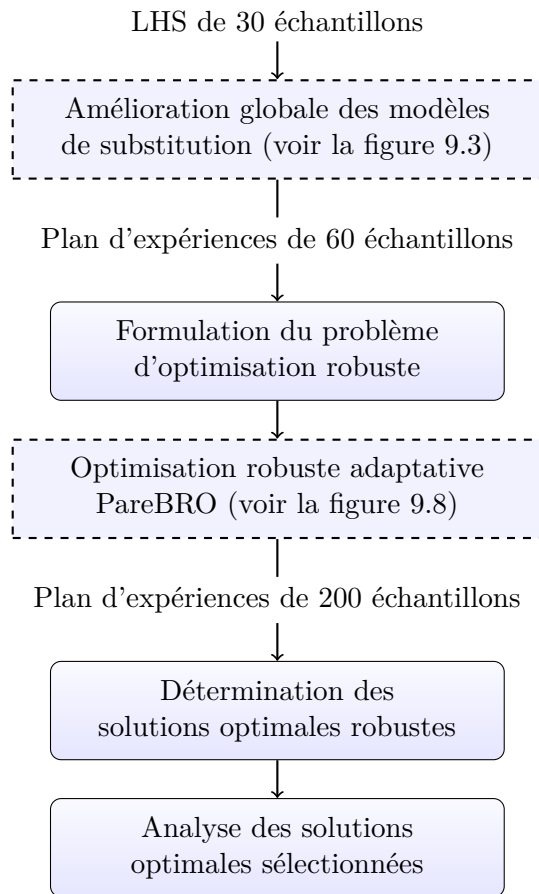 LHS de 30 échantillons
Amélioration globale des modèles
de substitution (voir la figure 9.3)
Plan d'expériences de 60 échantillons
Formulation du problème
d'optimisation robuste
Optimisation robuste adaptative
PareBRO (voir la figure 9.8)
Plan d'expériences de 200 échantillons
Détermination des
solutions optimales robustes
Analyse des solutions
optimales sélectionnées